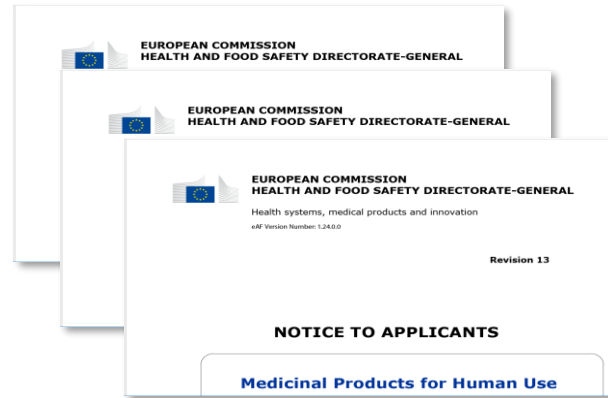 EUROPEAN COMMISSION
HEALTH AND FOOD SAFETY DIRECTORATE-GENERAL
EUROPEAN COMMISSION
HEALTH AND FOOD SAFETY DIRECTORATE-GENERAL
EUROPEAN COMMISSION
HEALTH AND FOOD SAFETY DIRECTORATE-GENERAL
Health systems, medical products and innovation
eAF Version Number: 1.24.0.0
Revision 13
NOTICE TO APPLICANTS
Medicinal Products for Human Use